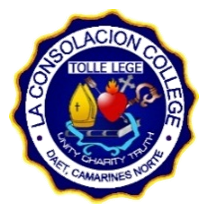 LA CONSOLACION COLLEGE
TOLLE LEGE
UNITY CHARITY TRUTH
DAET, CAMARINES NORTE